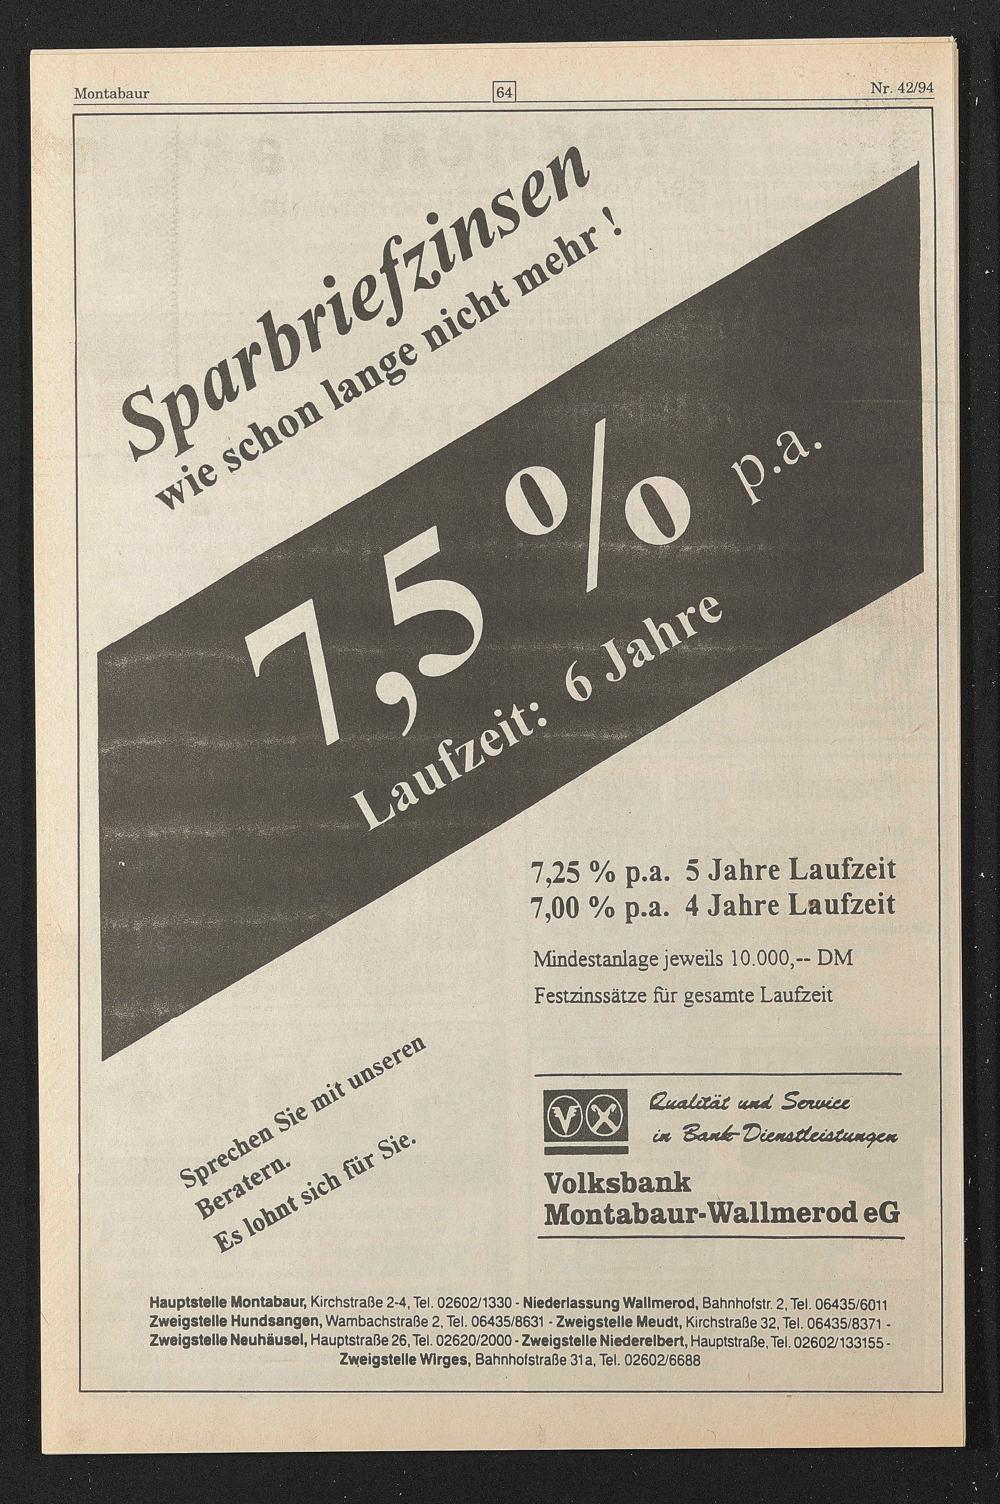 Montabaur
64
Nr. 42/94
Sparbriefzinsen
wie schon lange nicht mehr !
7,5 % p.a.
Laufzeit: 6 Jahre
7,25 % p.a. 5 Jahre Laufzeit
7,00 % p.a. 4 Jahre Laufzeit
Mindestanlage jeweils 10.000,-- DM
Festzinssätze für gesamte Laufzeit
Sprechen Sie mit unseren
Beratern.
Es lohnt sich für Sie.
Qualität und Service
in Bank-Dienstleistungen
Volksbank
Montabaur-Wallmerod eG
Hauptstelle Montabaur, Kirchstraße 2-4, Tel. 02602/1330 - Niederlassung Wallmerod, Bahnhofstr. 2, Tel. 06435/6011
Zweigstelle Hundsangen, Wambachstraße 2, Tel. 06435/8631 - Zweigstelle Meudt, Kirchstraße 32, Tel. 06435/8371 -
Zweigstelle Neuhäusel, Hauptstraße 26, Tel. 02620/2000 - Zweigstelle Niederelbert, Hauptstraße, Tel. 02602/133155 -
Zweigstelle Wirges, Bahnhofstraße 31a, Tel. 02602/6688